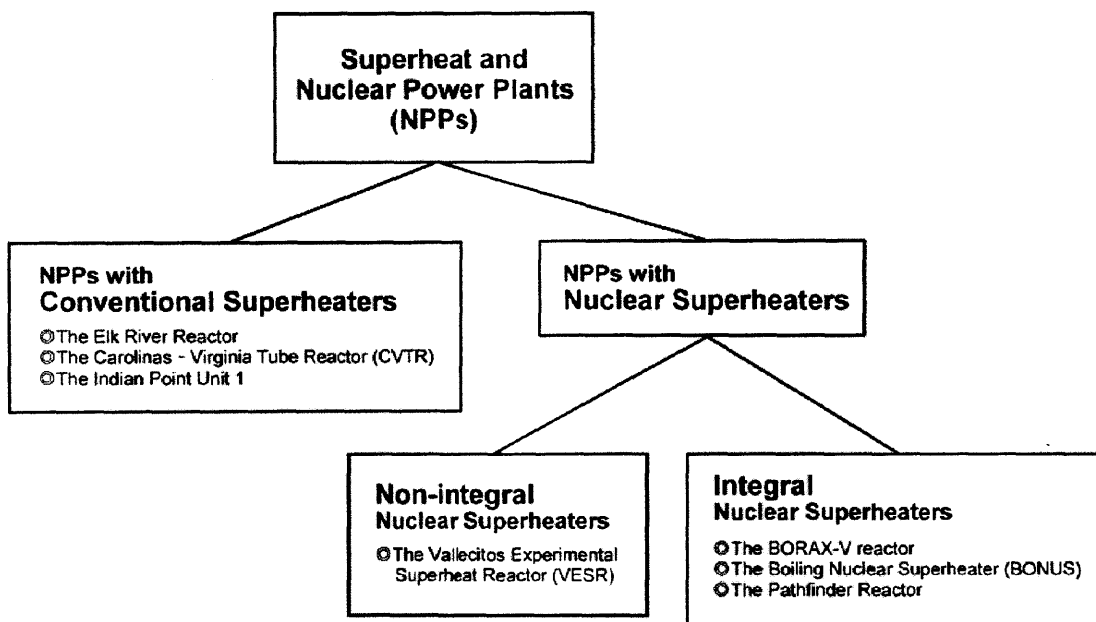 Superheat and
Nuclear Power Plants
(NPPs)
NPPs with
Conventional Superheaters
◎The Elk River Reactor
◎The Carolinas - Virginia Tube Reactor (CVTR)
◎The Indian Point Unit 1
NPPs with
Nuclear Superheaters
Non-integral
Nuclear Superheaters
◎The Vallecitos Experimental
Superheat Reactor (VESR)
Integral
Nuclear Superheaters
◎The BORAX-V reactor
◎The Boiling Nuclear Superheater (BONUS)
◎The Pathfinder Reactor